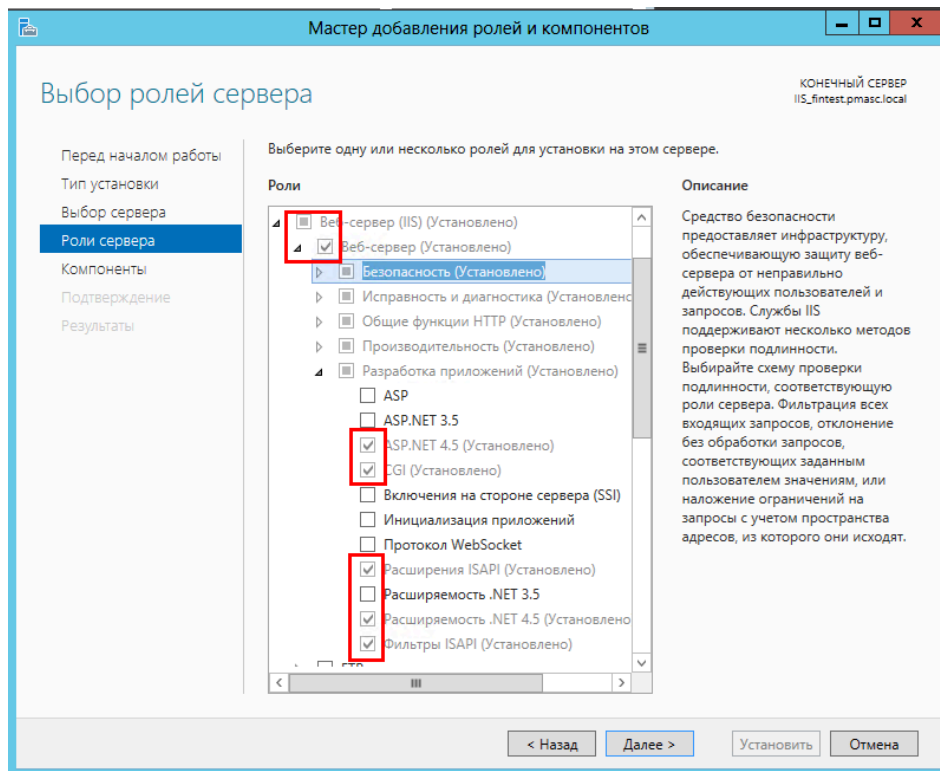 Мастер добавления ролей и компонентов
Выбор ролей сервера
КОНЕЧНЫЙ СЕРВЕР
IIS_fintest.pmasc.local
Перед началом работы
Тип установки
Выбор сервера
Роли сервера
Компоненты
Подтверждение
Результаты
Выберите одну или несколько ролей для установки на этом сервере.
Роли
Веб-сервер (IIS) (Установлено)
Веб-сервер (Установлено)
Безопасность (Установлено)
Исправность и диагностика (Установленс
Общие функции HTTP (Установлено)
Производительность (Установлено)
Разработка приложений (Установлено)
ASP
ASP.NET 3.5
ASP.NET 4.5 (Установлено)
CGI (Установлено)
Включения на стороне сервера (SSI)
Инициализация приложений
Протокол WebSocket
Расширения ISAPI (Установлено)
Расширяемость .NET 3.5
Расширяемость .NET 4.5 (Установлено
Фильтры ISAPI (Установлено)
Описание
Средство безопасности
предоставляет инфраструктуру,
обеспечивающую защиту веб-
сервера от неправильно
действующих пользователей и
запросов. Службы IIS
поддерживают несколько методов
проверки подлинности.
Выбирайте схему проверки
подлинности, соответствующую
роли сервера. Фильтрация всех
входящих запросов, отклонение
без обработки запросов,
соответствующих заданным
пользователем значениям, или
наложение ограничений на
запросы с учетом пространства
адресов, из которого они исходят.
< Назад
Далее >
Установить
Отмена